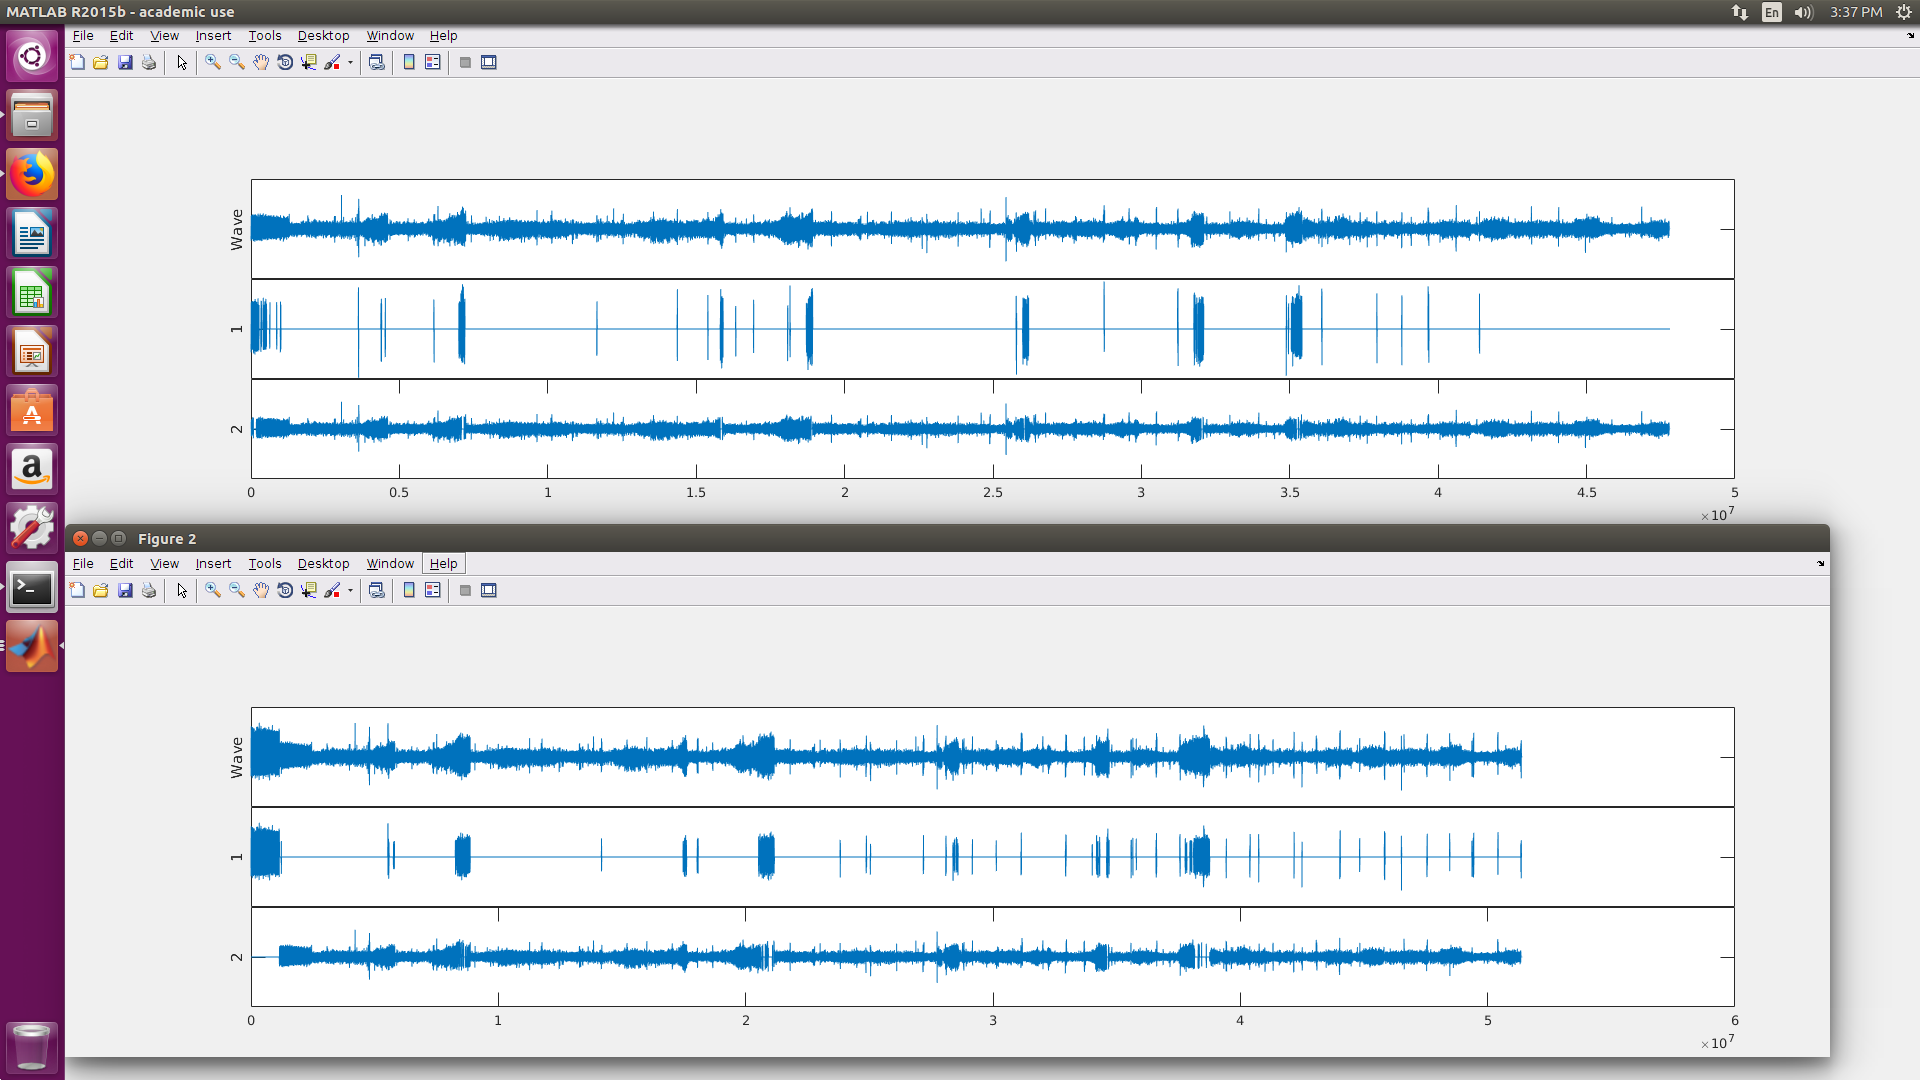 MATLAB R2015b - academic use
En
3:37 PM
File Edit View Insert Tools Desktop Window Help
Wave
1
2
0 0.5 1 1.5 2 2.5 3 3.5 4 4.5 5
×10^7
Figure 2
File Edit View Insert Tools Desktop Window Help
Wave
1
2
0 1 2 3 4 5 6
×10^7